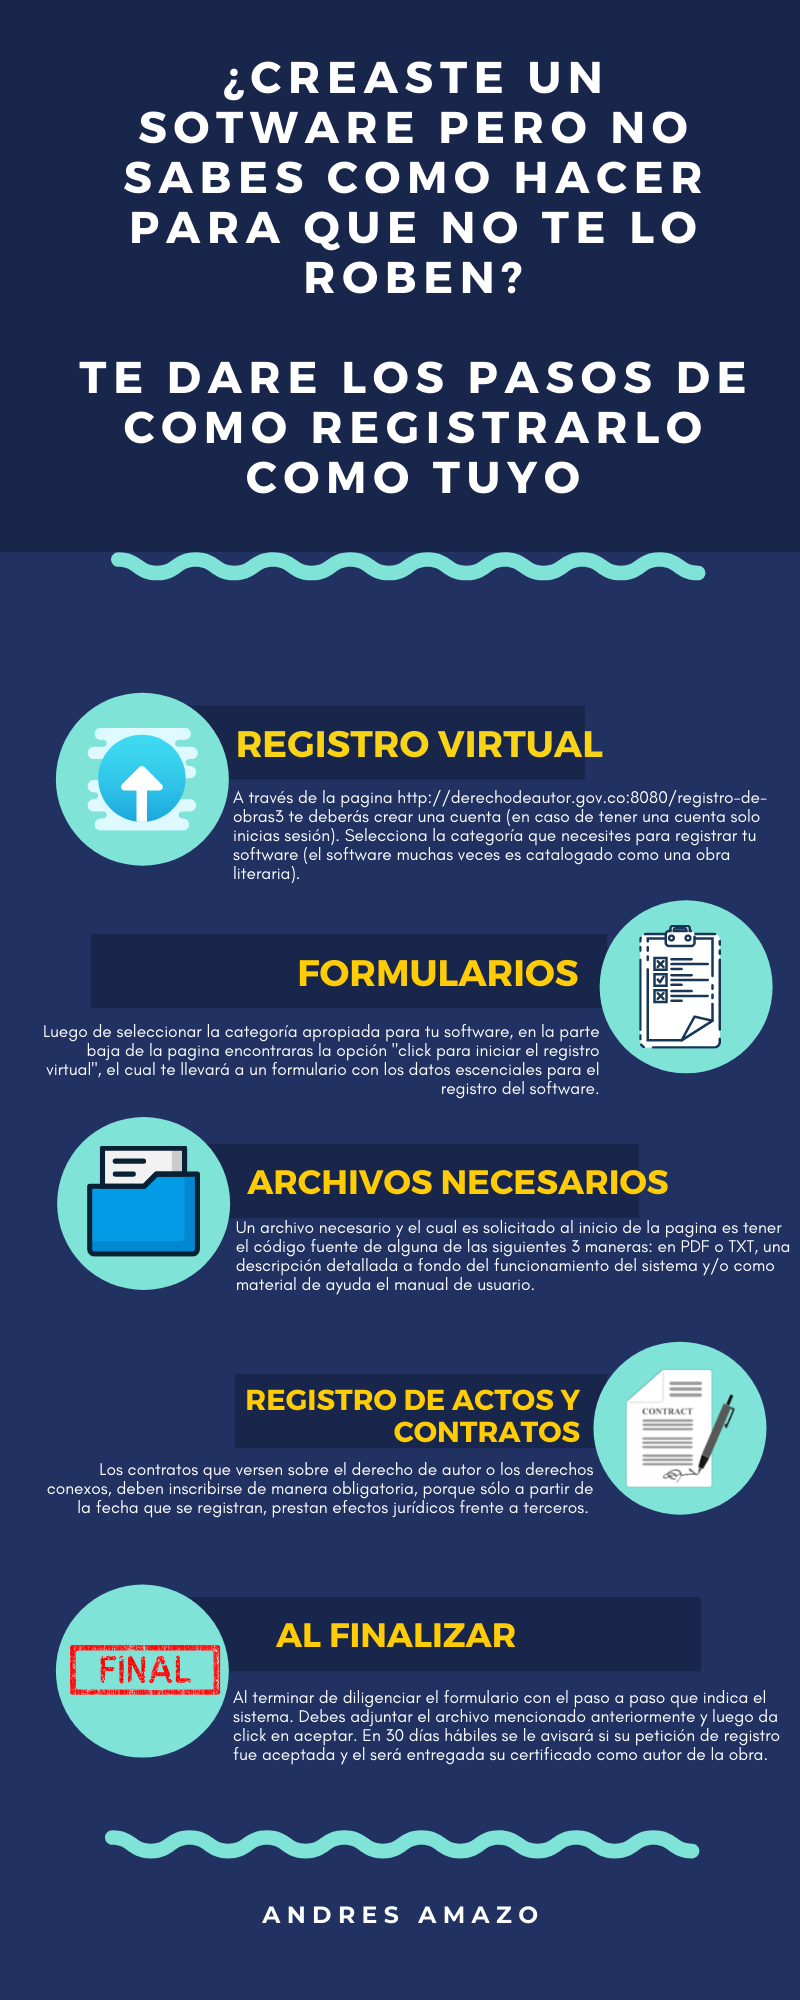 ¿CREASTE UN
SOTWARE PERO NO
SABES COMO HACER
PARA QUE NO TE LO
ROBEN?
TE DARE LOS PASOS DE
COMO REGISTRARLO
COMO TUYO
REGISTRO VIRTUAL
A través de la pagina http://derechodeautor.gov.co:8080/registro-de-
obras3 te deberás crear una cuenta (en caso de tener una cuenta solo
inicias sesión). Selecciona la categoría que necesites para registrar tu
software (el software muchas veces es catalogado como una obra
literaria).
FORMULARIOS
Luego de seleccionar la categoría apropiada para tu software, en la parte
baja de la pagina encontraras la opción "click para iniciar el registro
virtual", el cual te llevará a un formulario con los datos escenciales para el
registro del software.
ARCHIVOS NECESARIOS
Un archivo necesario y el cual es solicitado al inicio de la pagina es tener
el código fuente de alguna de las siguientes 3 maneras: en PDF o TXT, una
descripción detallada a fondo del funcionamiento del sistema y/o como
material de ayuda el manual de usuario.
REGISTRO DE ACTOS Y
CONTRATOS
CONTRACT
Los contratos que versen sobre el derecho de autor o los derechos
conexos, deben inscribirse de manera obligatoria, porque sólo a partir de
la fecha que se registran, prestan efectos jurídicos frente a terceros.
AL FINALIZAR
FINAL
Al terminar de diligenciar el formulario con el paso a paso que indica el
sistema. Debes adjuntar el archivo mencionado anteriormente y luego da
click en aceptar. En 30 días hábiles se le avisará si su petición de registro
fue aceptada y el será entregada su certificado como autor de la obra.
ANDRES AMAZO